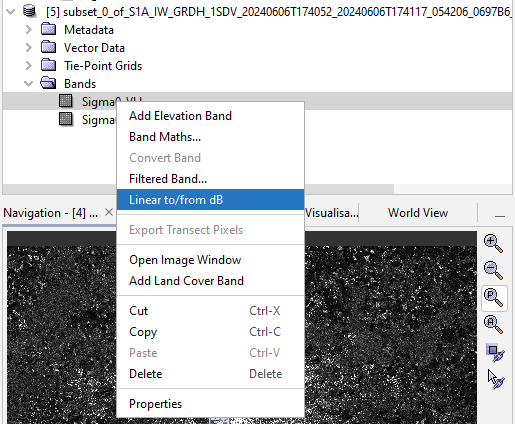 [5] subset_0_of_S1A_IW_GRDH_1SDV_20240606T174052_20240606T174117_054206_0697B6_
Metadata
Vector Data
Tie-Point Grids
Bands
Sigma0_VH
Sigma
Add Elevation Band
Band Maths...
Convert Band
Filtered Band...
Linear to/from dB
Navigation - [4] ...
Visualisa...
World View
Export Transect Pixels
Open Image Window
Add Land Cover Band
Cut Ctrl-X
Copy Ctrl-C
Paste Ctrl-V
Delete Delete
Properties